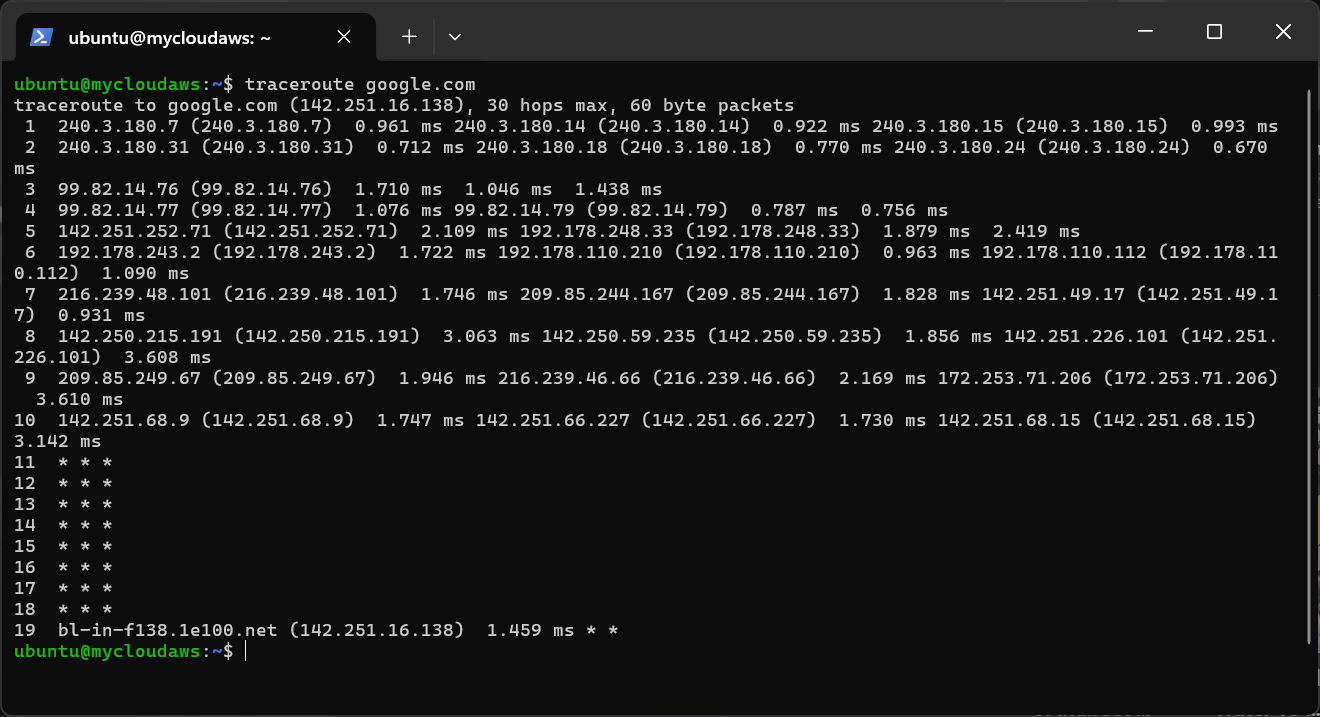 ubuntu@mycloudaws: ~
ubuntu@mycloudaws:~$ traceroute google.com
traceroute to google.com (142.251.16.138), 30 hops max, 60 byte packets
 1  240.3.180.7 (240.3.180.7)  0.961 ms 240.3.180.14 (240.3.180.14)  0.922 ms 240.3.180.15 (240.3.180.15)  0.993 ms
 2  240.3.180.31 (240.3.180.31)  0.712 ms 240.3.180.18 (240.3.180.18)  0.770 ms 240.3.180.24 (240.3.180.24)  0.670
ms
 3  99.82.14.76 (99.82.14.76)  1.710 ms  1.046 ms  1.438 ms
 4  99.82.14.77 (99.82.14.77)  1.076 ms 99.82.14.79 (99.82.14.79)  0.787 ms  0.756 ms
 5  142.251.252.71 (142.251.252.71)  2.109 ms 192.178.248.33 (192.178.248.33)  1.879 ms  2.419 ms
 6  192.178.243.2 (192.178.243.2)  1.722 ms 192.178.110.210 (192.178.110.210)  0.963 ms 192.178.110.112 (192.178.11
0.112)  1.090 ms
 7  216.239.48.101 (216.239.48.101)  1.746 ms 209.85.244.167 (209.85.244.167)  1.828 ms 142.251.49.17 (142.251.49.1
7)  0.931 ms
 8  142.250.215.191 (142.250.215.191)  3.063 ms 142.250.59.235 (142.250.59.235)  1.856 ms 142.251.226.101 (142.251.
226.101)  3.608 ms
 9  209.85.249.67 (209.85.249.67)  1.946 ms 216.239.46.66 (216.239.46.66)  2.169 ms 172.253.71.206 (172.253.71.206)
  3.610 ms
10  142.251.68.9 (142.251.68.9)  1.747 ms 142.251.66.227 (142.251.66.227)  1.730 ms 142.251.68.15 (142.251.68.15)
3.142 ms
11  * * *
12  * * *
13  * * *
14  * * *
15  * * *
16  * * *
17  * * *
18  * * *
19  bl-in-f138.1e100.net (142.251.16.138)  1.459 ms * *
ubuntu@mycloudaws:~$